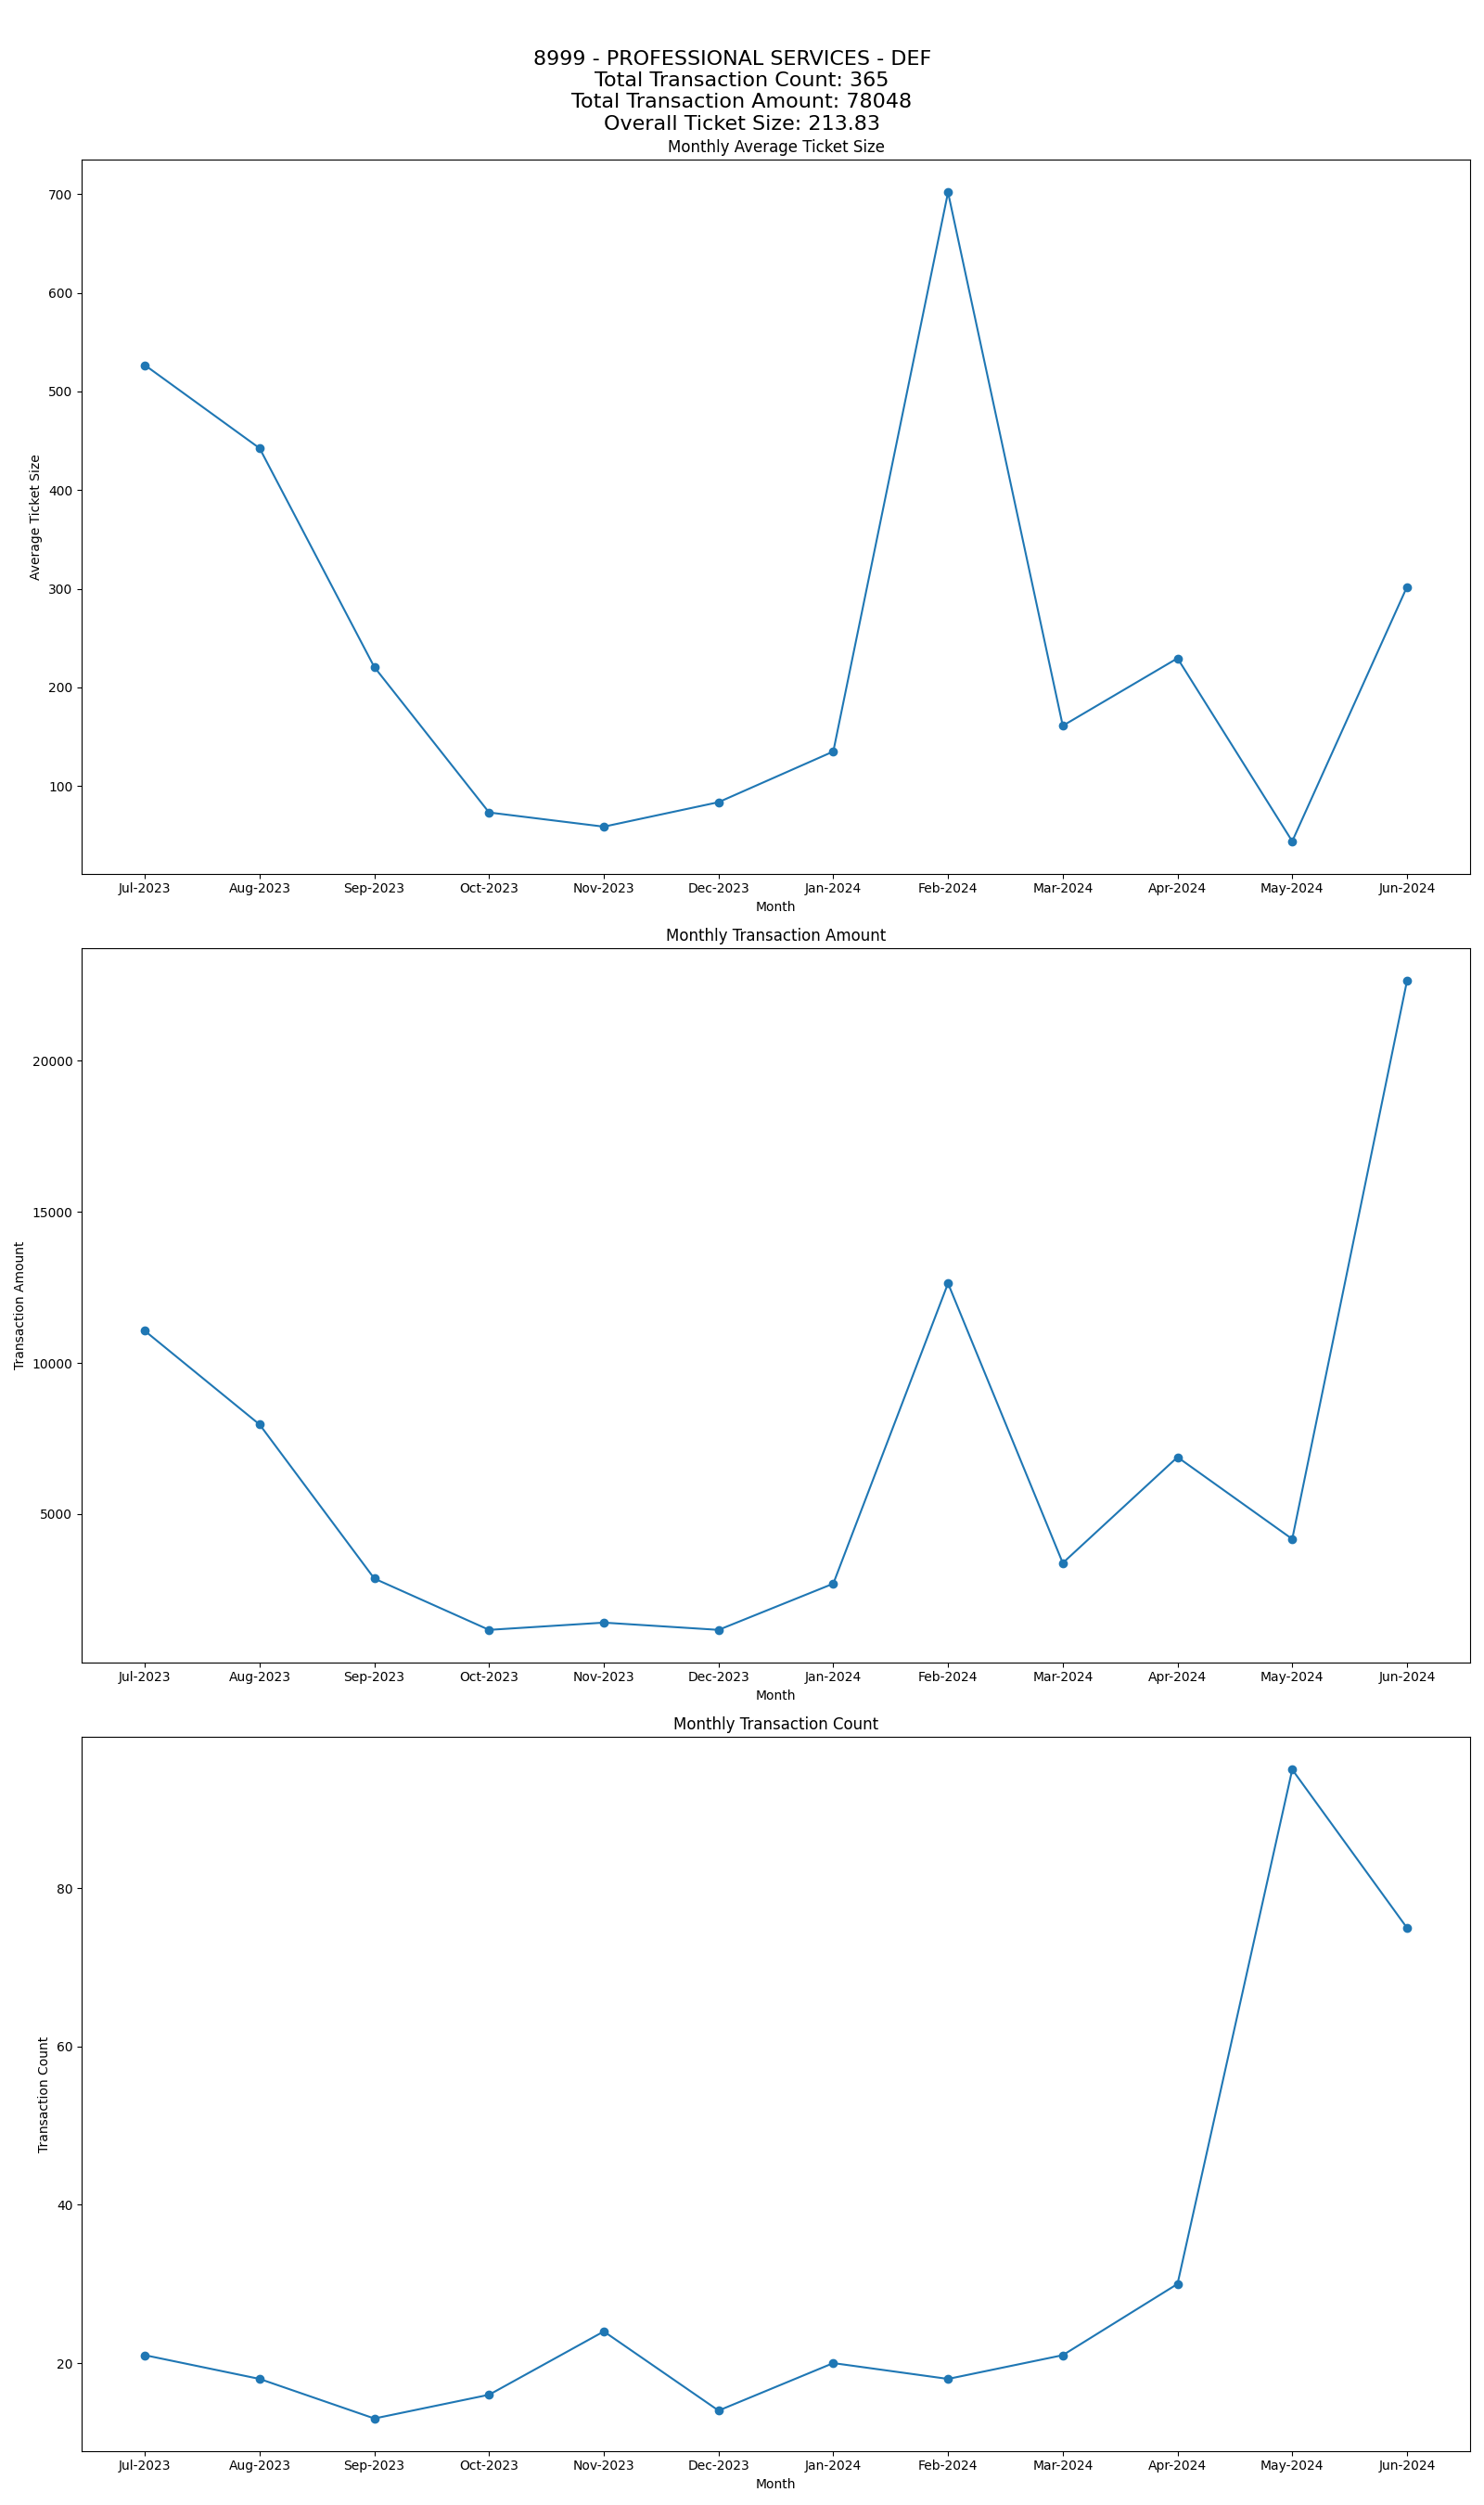 8999 - PROFESSIONAL SERVICES - DEF
Total Transaction Count: 365
Total Transaction Amount: 78048
Overall Ticket Size: 213.83
Monthly Average Ticket Size
700
600
500
400
300
200
100
Average Ticket Size
Jul-2023 Aug-2023 Sep-2023 Oct-2023 Nov-2023 Dec-2023 Jan-2024 Feb-2024 Mar-2024 Apr-2024 May-2024 Jun-2024
Month
Monthly Transaction Amount
20000
15000
10000
5000
Transaction Amount
Jul-2023 Aug-2023 Sep-2023 Oct-2023 Nov-2023 Dec-2023 Jan-2024 Feb-2024 Mar-2024 Apr-2024 May-2024 Jun-2024
Month
Monthly Transaction Count
80
60
40
20
Transaction Count
Jul-2023 Aug-2023 Sep-2023 Oct-2023 Nov-2023 Dec-2023 Jan-2024 Feb-2024 Mar-2024 Apr-2024 May-2024 Jun-2024
Month